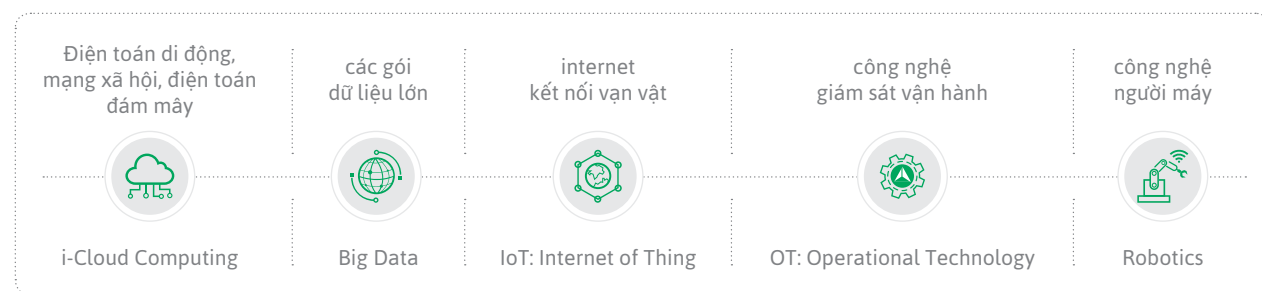 Điện toán di động,
mạng xã hội, điện toán
đám mây
các gói
dữ liệu lớn
internet
kết nối vạn vật
công nghệ
giám sát vận hành
công nghệ
người máy
i-Cloud Computing
Big Data
IoT: Internet of Thing
OT: Operational Technology
Robotics